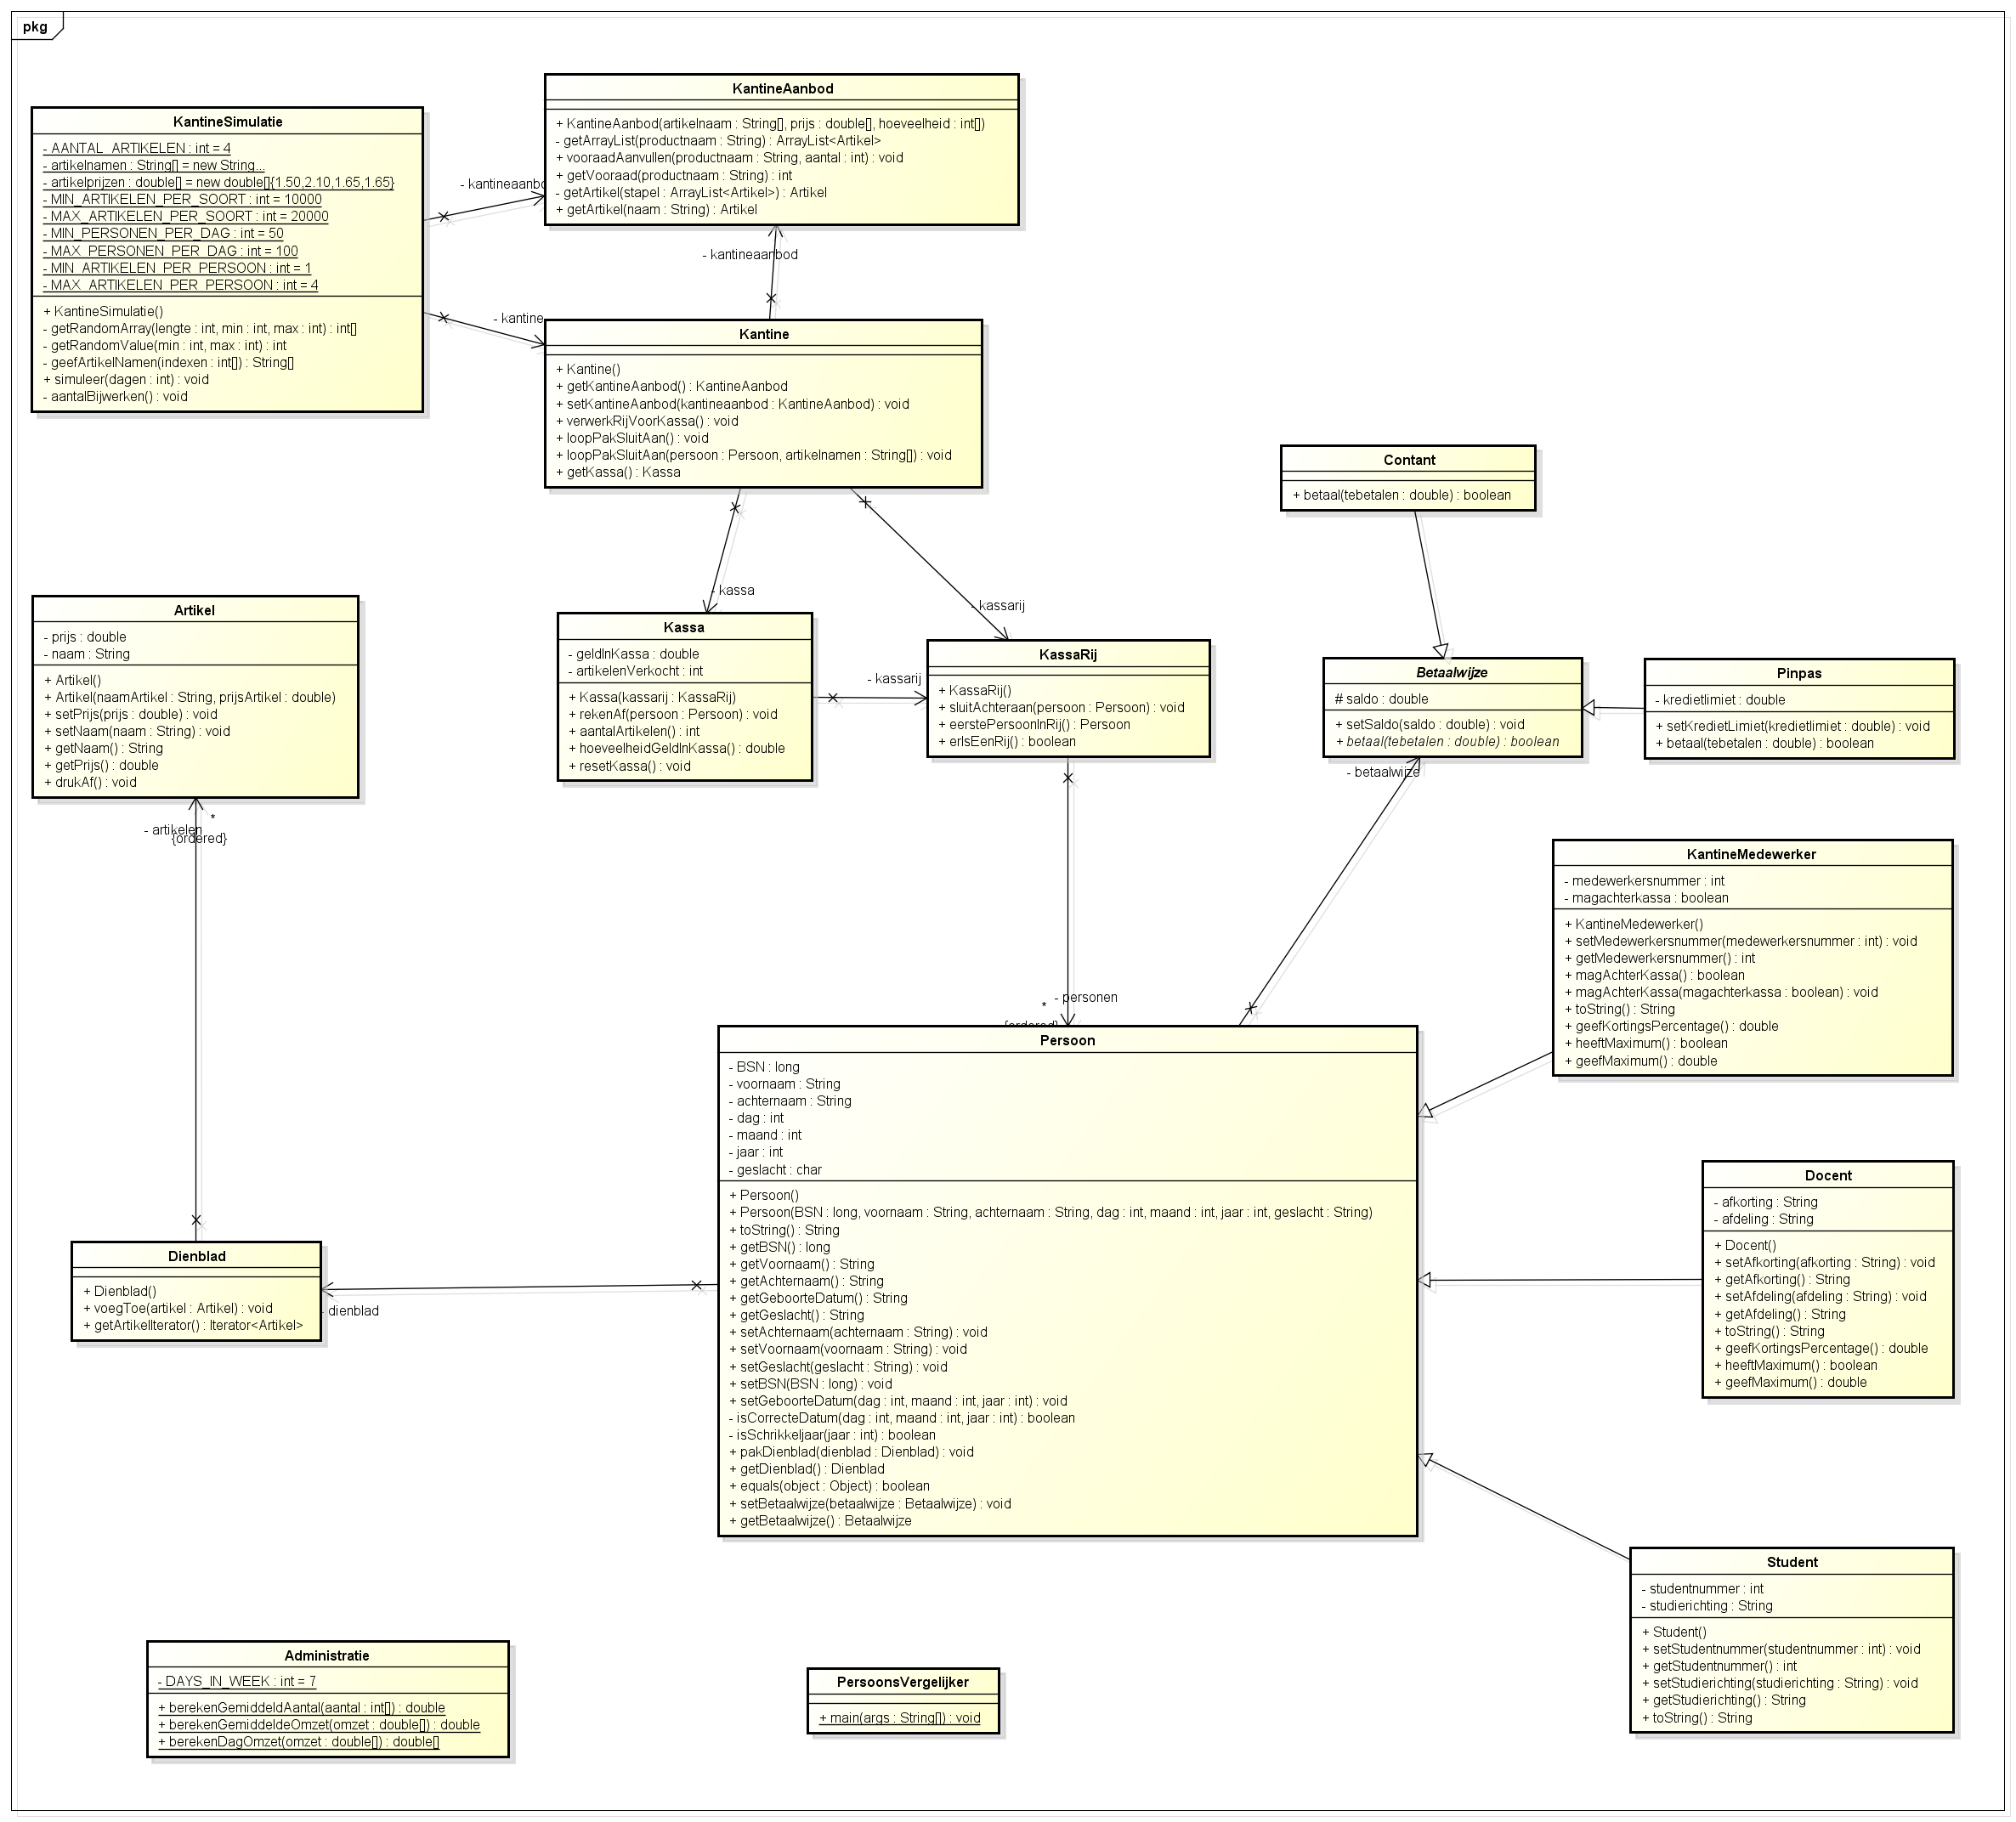 pkg
KantineSimulatie
- AANTAL_ARTIKELEN : int = 4
- artikelnamen : String[] = new String...
- artikelprijzen : double[] = new double[]{1.50,2.10,1.65,1.65}
- MIN_ARTIKELEN_PER_SOORT : int = 10000
- MAX_ARTIKELEN_PER_SOORT : int = 20000
- MIN_PERSONEN_PER_DAG : int = 50
- MAX_PERSONEN_PER_DAG : int = 100
- MIN_ARTIKELEN_PER_PERSOON : int = 1
- MAX_ARTIKELEN_PER_PERSOON : int = 4
+ KantineSimulatie()
- getRandomArray(lengte : int, min : int, max : int) : int[]
- getRandomValue(min : int, max : int) : int
- geefArtikelNamen(indexen : int[]) : String[]
+ simuleer(dagen : int) : void
- aantalBijwerken() : void
- kantineaanbod
- kantine
KantineAanbod
+ KantineAanbod(artikelnaam : String[], prijs : double[], hoeveelheid : int[])
- getArrayList(productnaam : String) : ArrayList<Artikel>
+ vooraadAanvullen(productnaam : String, aantal : int) : void
+ getVooraad(productnaam : String) : int
- getArtikel(stapel : ArrayList<Artikel>) : Artikel
+ getArtikel(naam : String) : Artikel
- kantineaanbod
Kantine
+ Kantine()
+ getKantineAanbod() : KantineAanbod
+ setKantineAanbod(kantineaanbod : KantineAanbod) : void
+ verwerkRijVoorKassa() : void
+ loopPakSluitAan() : void
+ loopPakSluitAan(persoon : Persoon, artikelnamen : String[]) : void
+ getKassa() : Kassa
- kassa
- kassarij
Contant
+ betaal(tebetalen : double) : boolean
Artikel
- prijs : double
- naam : String
+ Artikel()
+ Artikel(naamArtikel : String, prijsArtikel : double)
+ setPrijs(prijs : double) : void
+ setNaam(naam : String) : void
+ getNaam() : String
+ getPrijs() : double
+ drukAf() : void
*
- artikelen
{ordered}
Kassa
- geldInKassa : double
- artikelenVerkocht : int
+ Kassa(kassarij : KassaRij)
+ rekenAf(persoon : Persoon) : void
+ aantalArtikelen() : int
+ hoeveelheidGeldInKassa() : double
+ resetKassa() : void
- kassarij
KassaRij
+ KassaRij()
+ sluitAchteraan(persoon : Persoon) : void
+ eerstePersoonInRij() : Persoon
+ erIsEenRij() : boolean
Betaalwijze
# saldo : double
+ setSaldo(saldo : double) : void
+ betaal(tebetalen : double) : boolean
- betaalwijze
Pinpas
- kredietlimiet : double
+ setKredietLimiet(kredietlimiet : double) : void
+ betaal(tebetalen : double) : boolean
KantineMedewerker
- medewerkersnummer : int
- magachterkassa : boolean
+ KantineMedewerker()
+ setMedewerkersnummer(medewerkersnummer : int) : void
+ getMedewerkersnummer() : int
+ magAchterKassa() : boolean
+ magAchterKassa(magachterkassa : boolean) : void
+ toString() : String
+ geefKortingsPercentage() : double
+ heeftMaximum() : boolean
+ geefMaximum() : double
- personen
*
{ordered}
Persoon
- BSN : long
- voornaam : String
- achternaam : String
- dag : int
- maand : int
- jaar : int
- geslacht : char
+ Persoon()
+ Persoon(BSN : long, voornaam : String, achternaam : String, dag : int, maand : int, jaar : int, geslacht : String)
+ toString() : String
+ getBSN() : long
+ getVoornaam() : String
+ getAchternaam() : String
+ getGeboorteDatum() : String
+ getGeslacht() : String
+ setAchternaam(achternaam : String) : void
+ setVoornaam(voornaam : String) : void
+ setGeslacht(geslacht : String) : void
+ setBSN(BSN : long) : void
+ setGeboorteDatum(dag : int, maand : int, jaar : int) : void
- isCorrecteDatum(dag : int, maand : int, jaar : int) : boolean
- isSchrikkeljaar(jaar : int) : boolean
+ pakDienblad(dienblad : Dienblad) : void
+ getDienblad() : Dienblad
+ equals(object : Object) : boolean
+ setBetaalwijze(betaalwijze : Betaalwijze) : void
+ getBetaalwijze() : Betaalwijze
Docent
- afkorting : String
- afdeling : String
+ Docent()
+ setAfkorting(afkorting : String) : void
+ getAfkorting() : String
+ setAfdeling(afdeling : String) : void
+ getAfdeling() : String
+ toString() : String
+ geefKortingsPercentage() : double
+ heeftMaximum() : boolean
+ geefMaximum() : double
Dienblad
+ Dienblad()
+ voegToe(artikel : Artikel) : void
+ getArtikelIterator() : Iterator<Artikel>
- dienblad
Student
- studentnummer : int
- studierichting : String
+ Student()
+ setStudentnummer(studentnummer : int) : void
+ getStudentnummer() : int
+ setStudierichting(studierichting : String) : void
+ getStudierichting() : String
+ toString() : String
Administratie
- DAYS_IN_WEEK : int = 7
+ berekenGemiddeldAantal(aantal : int[]) : double
+ berekenGemiddeldeOmzet(omzet : double[]) : double
+ berekenDagOmzet(omzet : double[]) : double[]
PersoonsVergelijker
+ main(args : String[]) : void